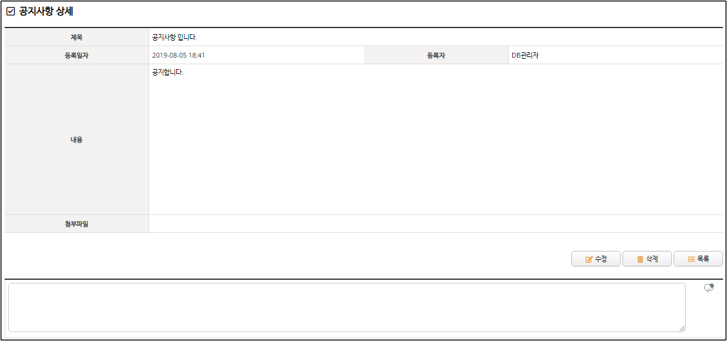 공지사항 상세
제목 공지사항 입니다.
등록일자 2019-08-05 18:41 등록자 DB관리자
내용 공지합니다.
첨부파일
수정 삭제 목록